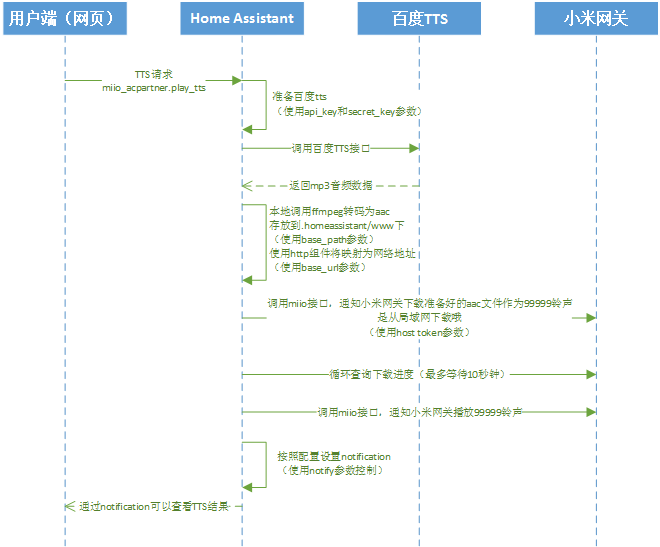 用户端（网页）
Home Assistant
百度TTS
小米网关
TTS请求
miio_acpartner.play_tts
准备百度tts
（使用api_key和secret_key参数）
调用百度TTS接口
返回mp3音频数据
本地调用ffmpeg转码为aac
存放到.homeassistant/www下
（使用base_path参数）
使用http组件将映射为网络地址
（使用base_url参数）
调用miio接口，通知小米网关下载准备好的aac文件作为99999铃声
是从局域网下载哦
（使用host token参数）
循环查询下载进度（最多等待10秒钟）
调用miio接口，通知小米网关播放99999铃声
按照配置设置notification
（使用notify参数控制）
通过notification可以查看TTS结果